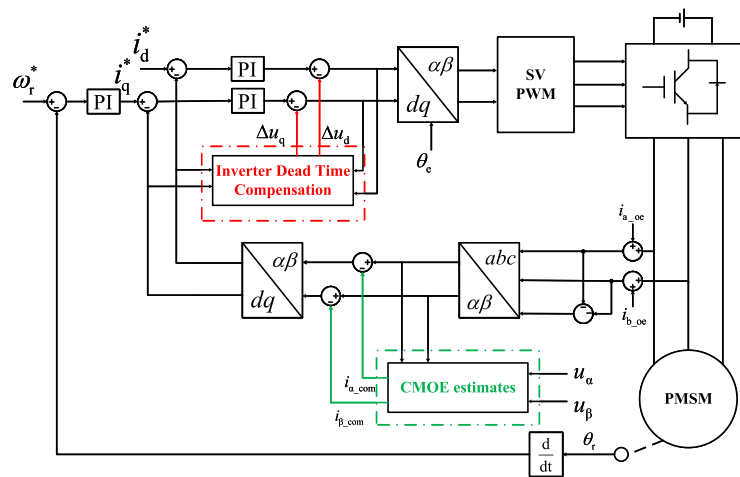 i*d
ω*r
i*q
PI
PI
PI
αβ
dq
SV
PWM
Δuq
Δud
θe
Inverter Dead Time
Compensation
ia_oe
αβ
dq
abc
αβ
ib_oe
iα_com
iβ_com
CMOE estimates
uα
uβ
PMSM
d
dt
θr